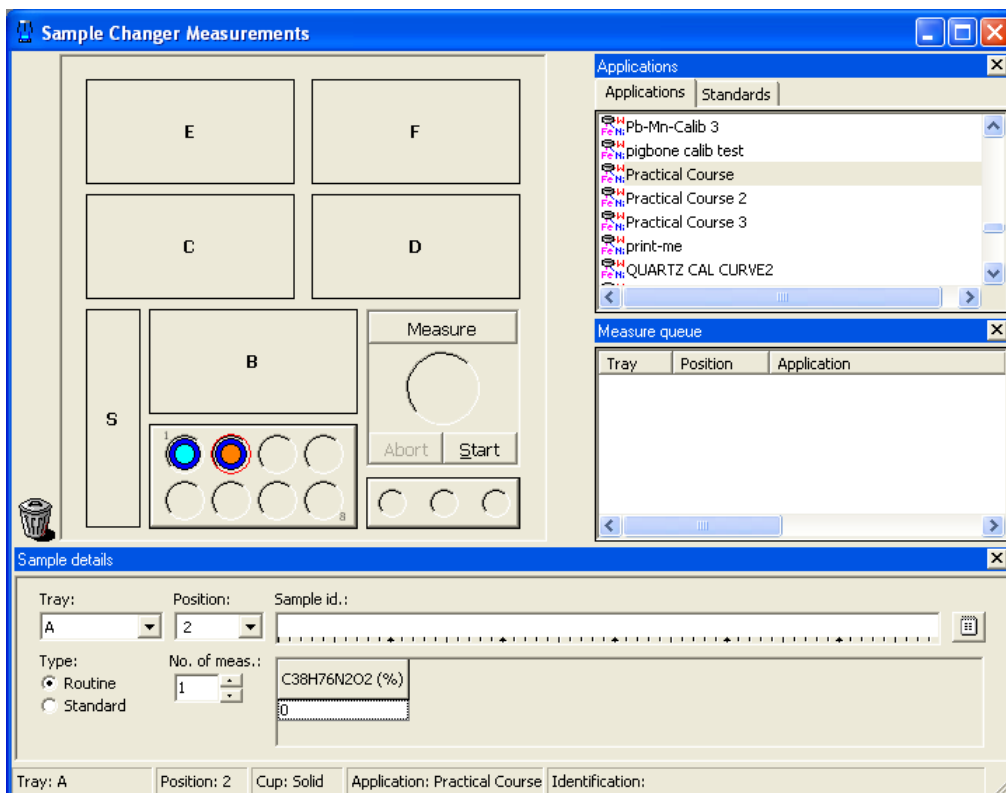 Sample Changer Measurements
E
F
C
D
S
B
Measure
Abort
Start
1
8
Applications
Applications
Standards
Pb-Mn-Calib 3
pigbone calib test
Practical Course
Practical Course 2
Practical Course 3
print-me
QUARTZ CAL CURVE2
Measure queue
Tray Position Application
Sample details
Tray: Position: Sample id.:
A 2
Type: No. of meas.:
Routine 1 C38H76N2O2 (%)
Standard 0
Tray: A Position: 2 Cup: Solid Application: Practical Course Identification: